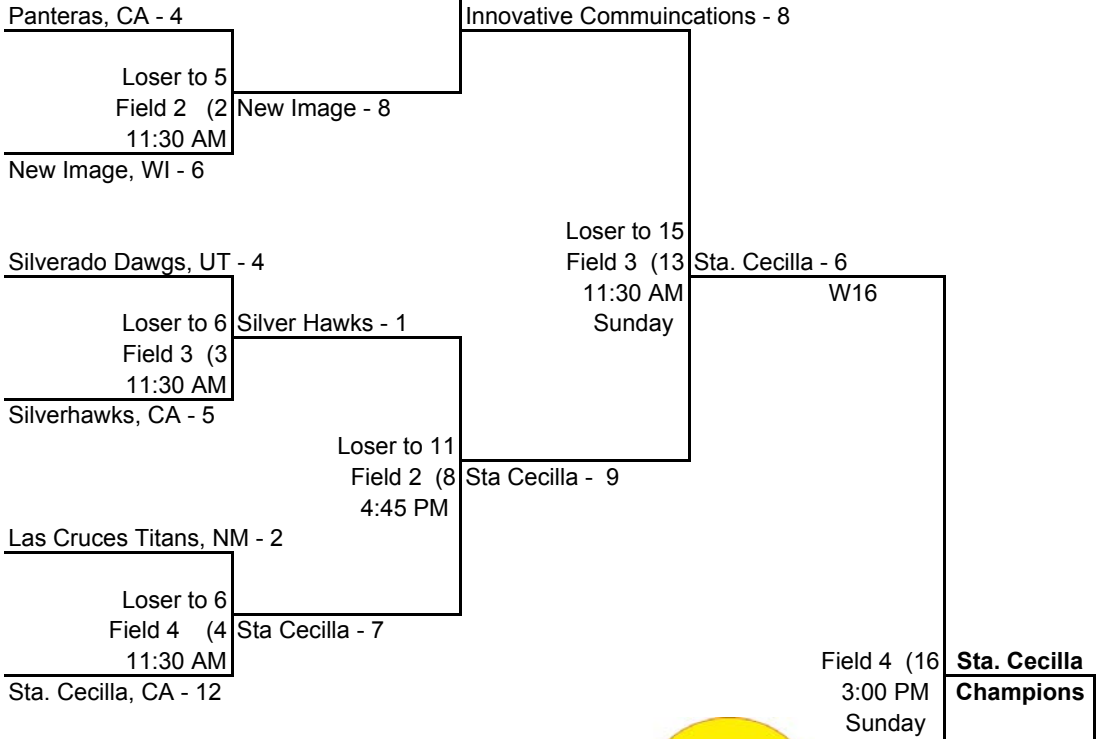 Panteras, CA - 4
Innovative Commuincations - 8
Loser to 5
Field 2 (2 New Image - 8
11:30 AM
New Image, WI - 6
Loser to 15
Silverado Dawgs, UT - 4
Field 3 (13 Sta. Cecilla - 6
11:30 AM
W16
Loser to 6 Silver Hawks - 1
Sunday
Field 3 (3
11:30 AM
Silverhawks, CA - 5
Loser to 11
Field 2 (8 Sta Cecilla - 9
4:45 PM
Las Cruces Titans, NM - 2
Loser to 6
Field 4 (4 Sta Cecilla - 7
11:30 AM
Field 4 (16 Sta. Cecilla
Sta. Cecilla, CA - 12
3:00 PM Champions
Sunday